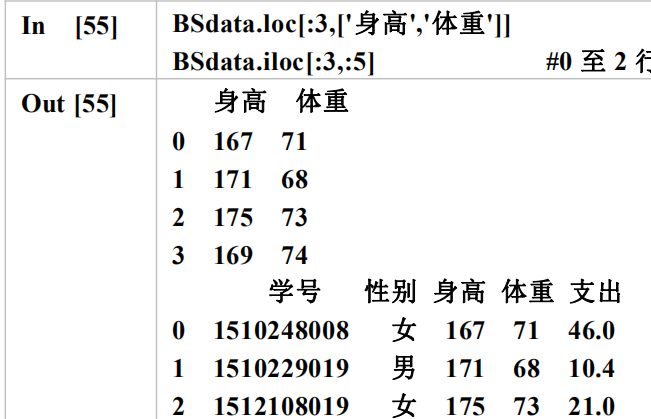 In [55] BSdata.loc[:3,['身高','体重']]
BSdata.iloc[:3,:5] #0 至 2 行
Out [55] 身高 体重
0 167 71
1 171 68
2 175 73
3 169 74
学号 性别 身高 体重 支出
0 1510248008 女 167 71 46.0
1 1510229019 男 171 68 10.4
2 1512108019 女 175 73 21.0